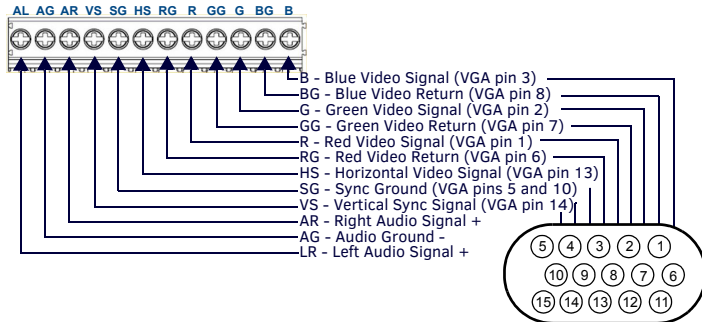 AL AG AR VS SG HS RG R GG G BG B
B - Blue Video Signal (VGA pin 3)
BG - Blue Video Return (VGA pin 8)
G - Green Video Signal (VGA pin 2)
GG - Green Video Return (VGA pin 7)
R - Red Video Signal (VGA pin 1)
RG - Red Video Return (VGA pin 6)
HS - Horizontal Video Signal (VGA pin 13)
SG - Sync Ground (VGA pins 5 and 10)
VS - Vertical Sync Signal (VGA pin 14)
AR - Right Audio Signal +
AG - Audio Ground -
LR - Left Audio Signal +
5 4 3 2 1
10 9 8 7 6
15 14 13 12 11